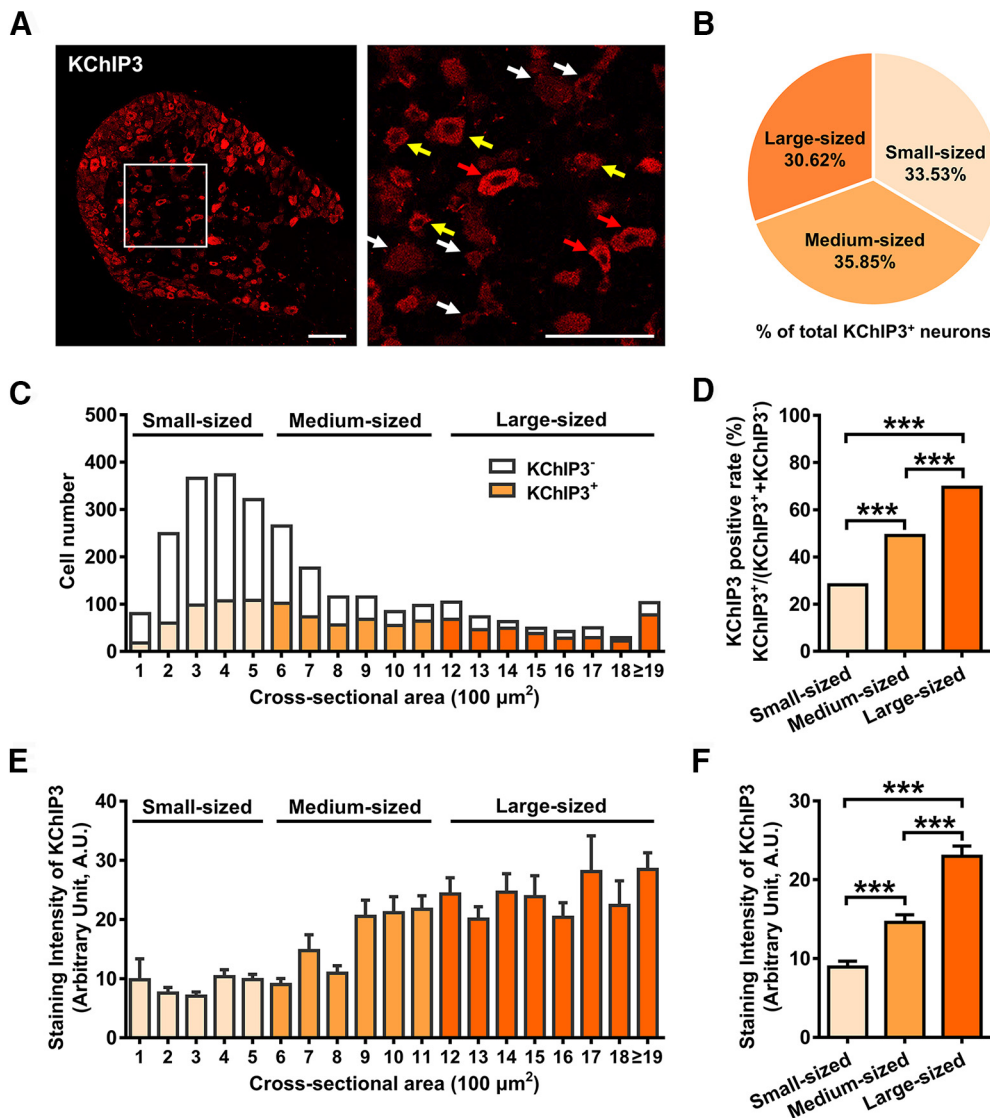 A
KChIP3
B
Large-sized
30.62%
Small-sized
33.53%
Medium-sized
35.85%
% of total KChIP3⁺ neurons
C
Cell number
500
400
300
200
100
0
Small-sized
Medium-sized
Large-sized
KChIP3⁻
KChIP3⁺
1 2 3 4 5 6 7 8 9 10 11 12 13 14 15 16 17 18 ≥19
Cross-sectional area (100 µm²)
D
KChIP3 positive rate (%)
KChIP3⁺/(KChIP3⁺+KChIP3⁻)
100
80
60
40
20
0
***
***
***
Small-sized
Medium-sized
Large-sized
E
Staining Intensity of KChIP3
(Arbitrary Unit, A.U.)
40
30
20
10
0
Small-sized
Medium-sized
Large-sized
1 2 3 4 5 6 7 8 9 10 11 12 13 14 15 16 17 18 ≥19
Cross-sectional area (100 µm²)
F
Staining Intensity of KChIP3
(Arbitrary Unit, A.U.)
30
20
10
0
***
***
***
Small-sized
Medium-sized
Large-sized